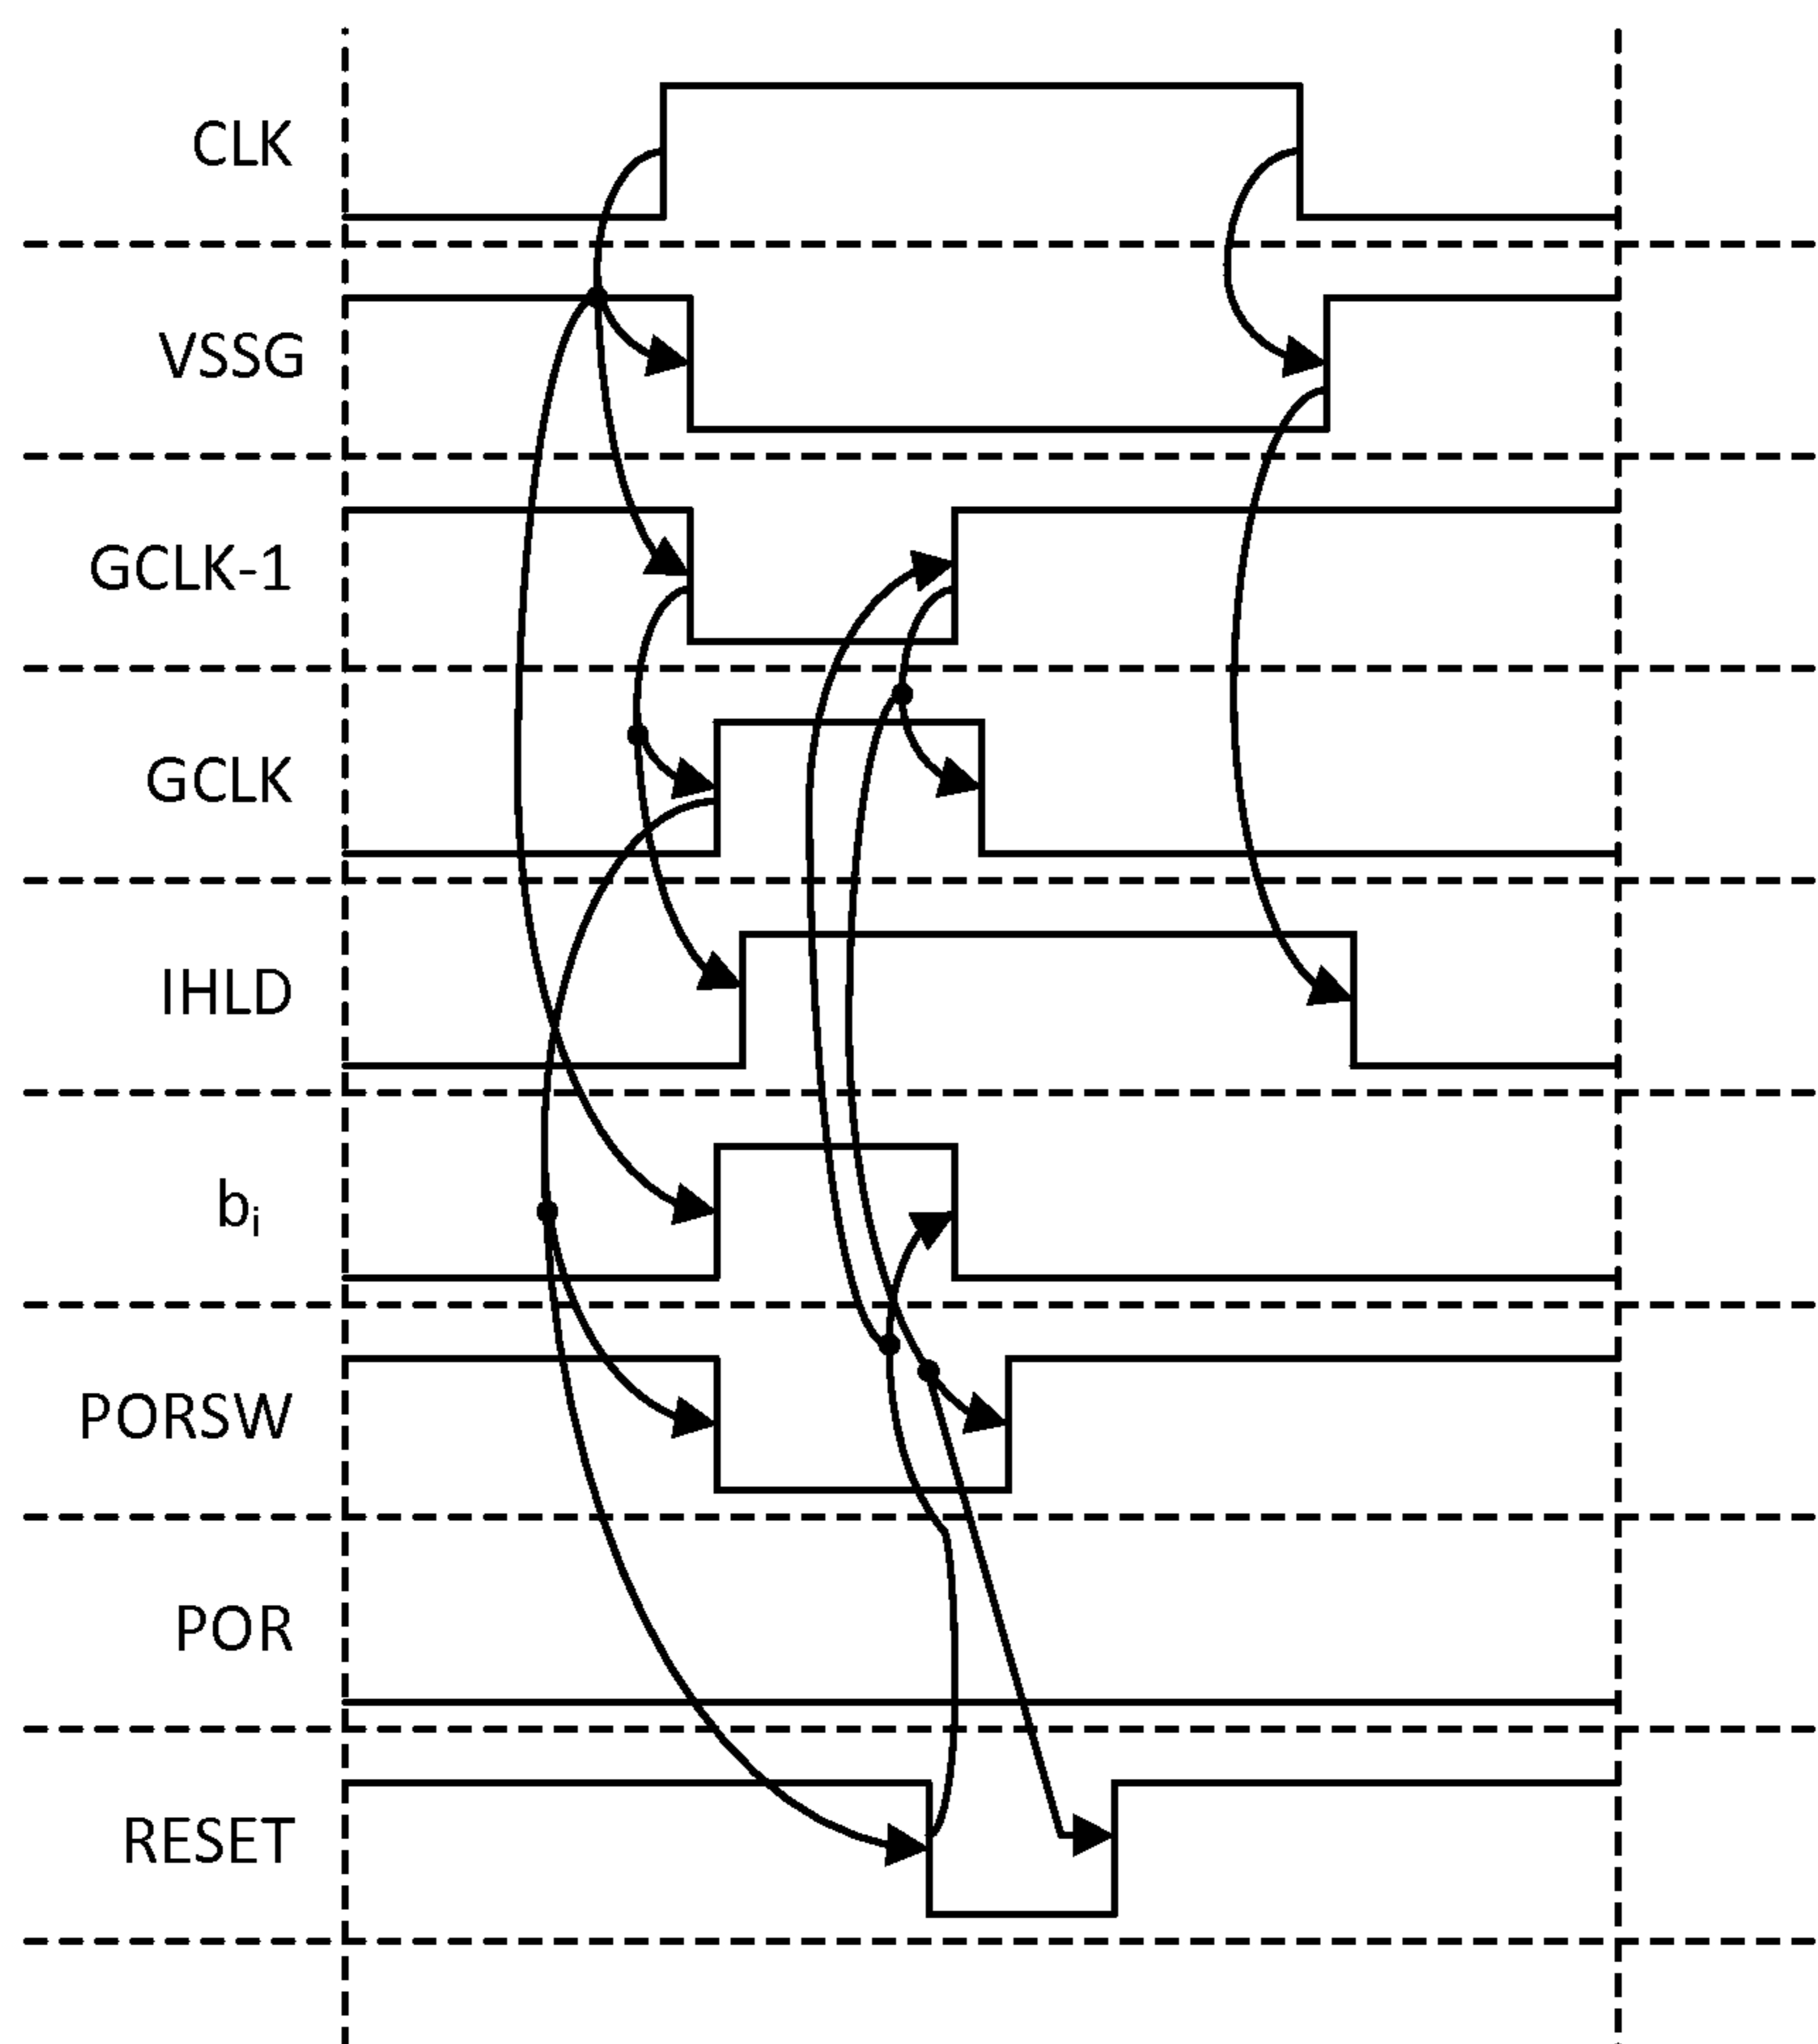 CLK
VSSG
GCLK-1
GCLK
IHLD
bᵢ
PORSW
POR
RESET